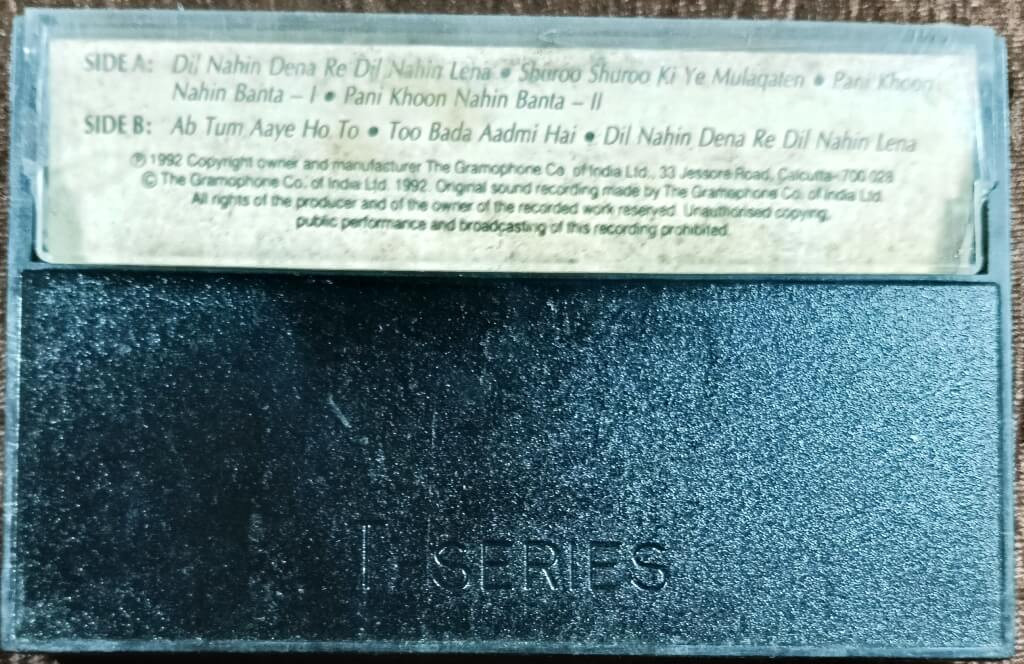 SIDE A: Dil Nahin Dena Re Dil Nahin Lena • Shuroo Shuroo Ki Ye Mulaqaten • Pani Khoon
Nahin Banta – I • Pani Khoon Nahin Banta – II
SIDE B: Ab Tum Aaye Ho To • Too Bada Aadmi Hai • Dil Nahin Dena Re Dil Nahin Lena
℗ 1992 Copyright owner and manufacturer The Gramophone Co. of India Ltd., 33 Jessore Road, Calcutta-700 028
© The Gramophone Co. of India Ltd. 1992. Original sound recording made by The Gramophone Co. of India Ltd.
All rights of the producer and of the owner of the recorded work reserved. Unauthorised copying,
public performance and broadcasting of this recording prohibited.
T SERIES